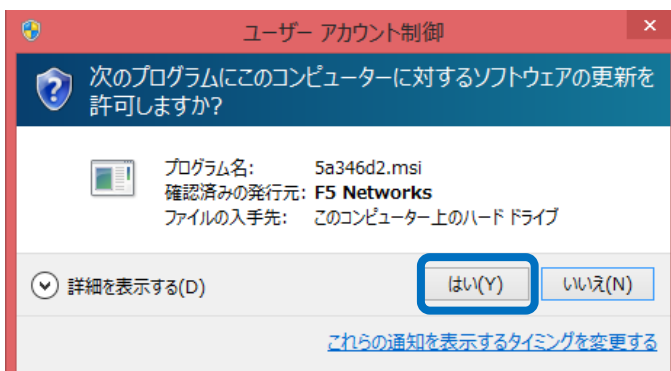 ユーザー アカウント制御
次のプログラムにこのコンピューターに対するソフトウェアの更新を
許可しますか?
プログラム名: 5a346d2.msi
確認済みの発行元: F5 Networks
ファイルの入手先: このコンピューター上のハード ドライブ
詳細を表示する(D) はい(Y) いいえ(N)
これらの通知を表示するタイミングを変更する